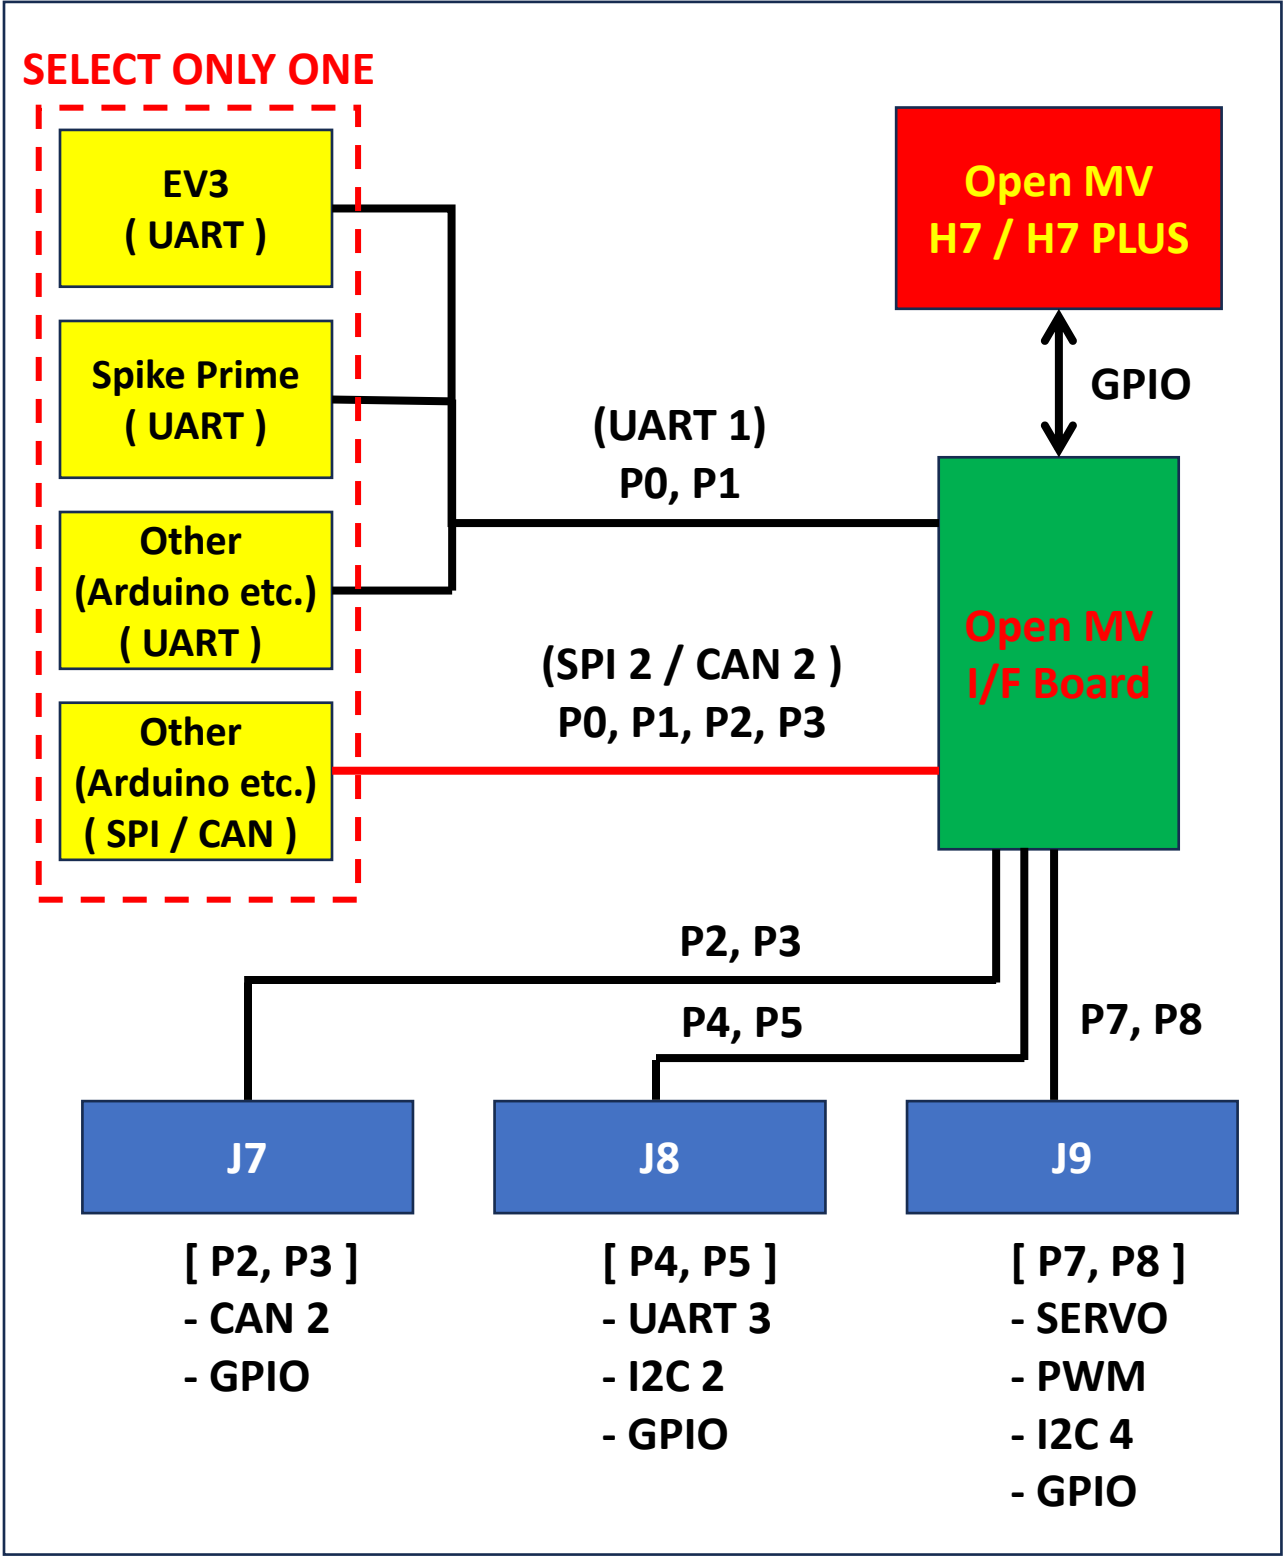 SELECT ONLY ONE
EV3
( UART )
Spike Prime
( UART )
Other
(Arduino etc.)
( UART )
Other
(Arduino etc.)
( SPI / CAN )
Open MV
H7 / H7 PLUS
GPIO
(UART 1)
P0, P1
(SPI 2 / CAN 2 )
P0, P1, P2, P3
Open MV
I/F Board
P2, P3
P4, P5
P7, P8
J7
[ P2, P3 ]
- CAN 2
- GPIO
J8
[ P4, P5 ]
- UART 3
- I2C 2
- GPIO
J9
[ P7, P8 ]
- SERVO
- PWM
- I2C 4
- GPIO